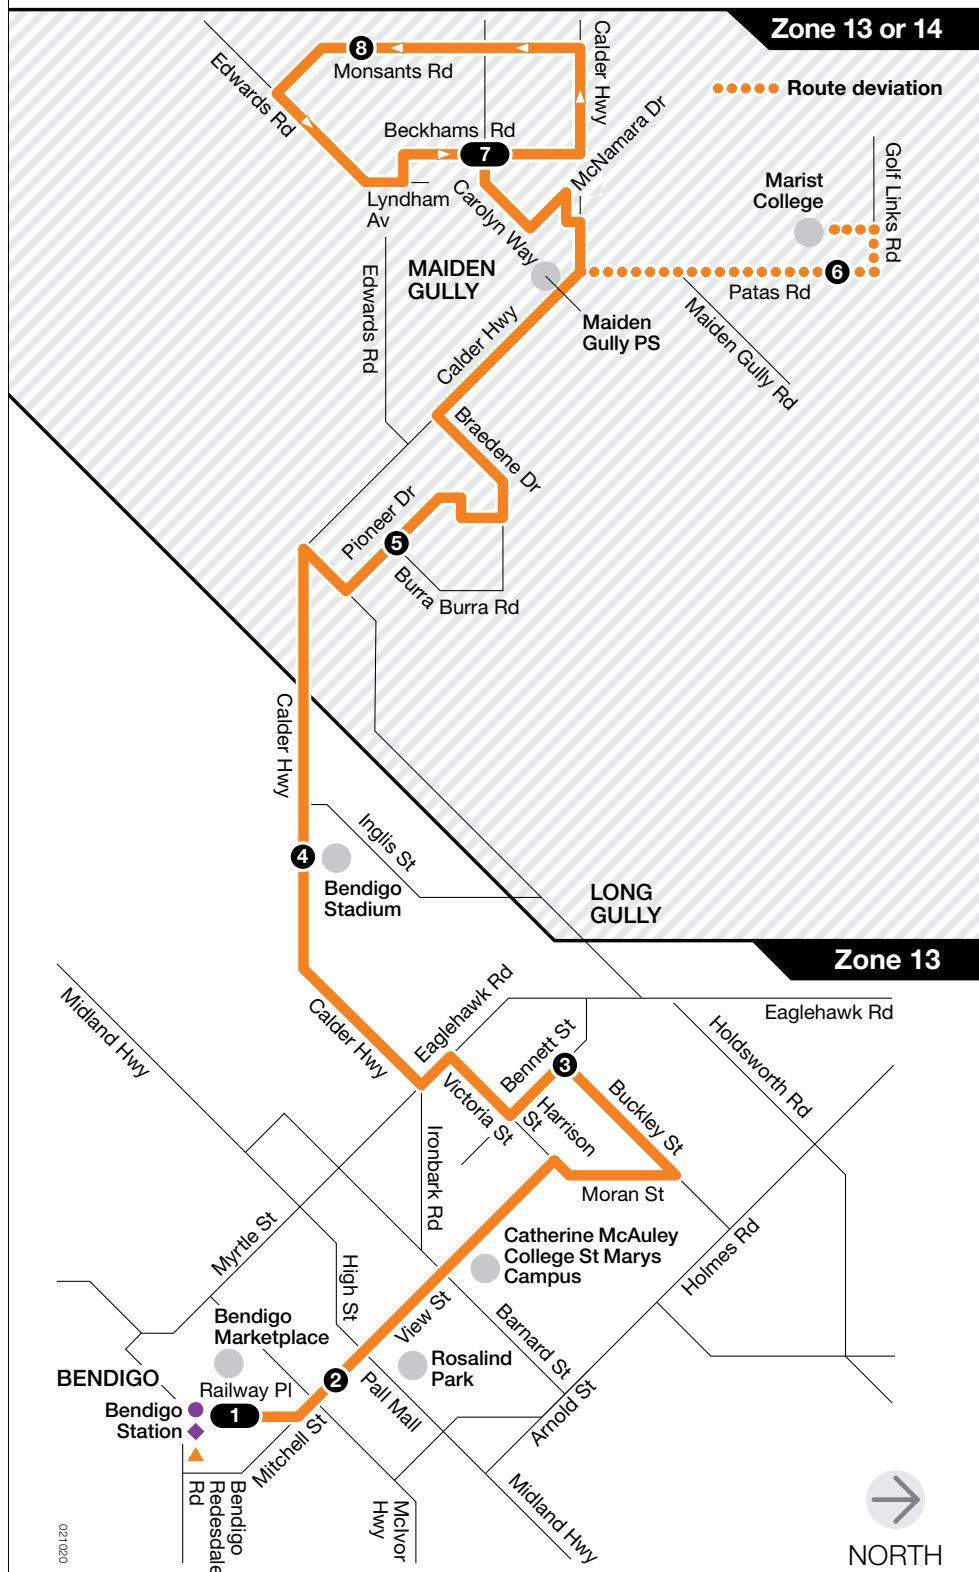 Zone 13 or 14
Route deviation
8
Monsants Rd
Edwards Rd
Calder Hwy
Beckhams Rd
7
McNamara Dr
Lyndham
Av
Carolyn Way
Marist
College
Golf Links Rd
6
Patas Rd
Maiden Gully Rd
MAIDEN
GULLY
Maiden
Gully PS
Edwards Rd
Calder Hwy
Braedene Dr
Pioneer Dr
5
Burra
Burra Rd
Calder Hwy
Inglis St
4
Bendigo
Stadium
LONG
GULLY
Zone 13
Midland Hwy
Calder Hwy
Eaglehawk Rd
Eaglehawk Rd
Bennett St
3
Holdsworth Rd
Victoria St
Harrison
St
Buckley St
Ironbark Rd
Moran St
Myrtle St
High St
Catherine McAuley
College St Marys
Campus
Holmes Rd
View St
Barnard St
Bendigo
Marketplace
Rosalind
Park
BENDIGO
Railway Pl
2
Pall Mall
Arnold St
Bendigo
Station
1
Mitchell St
Bendigo
Redesdale
Rd
McIvor
Hwy
Midland Hwy
021020
NORTH